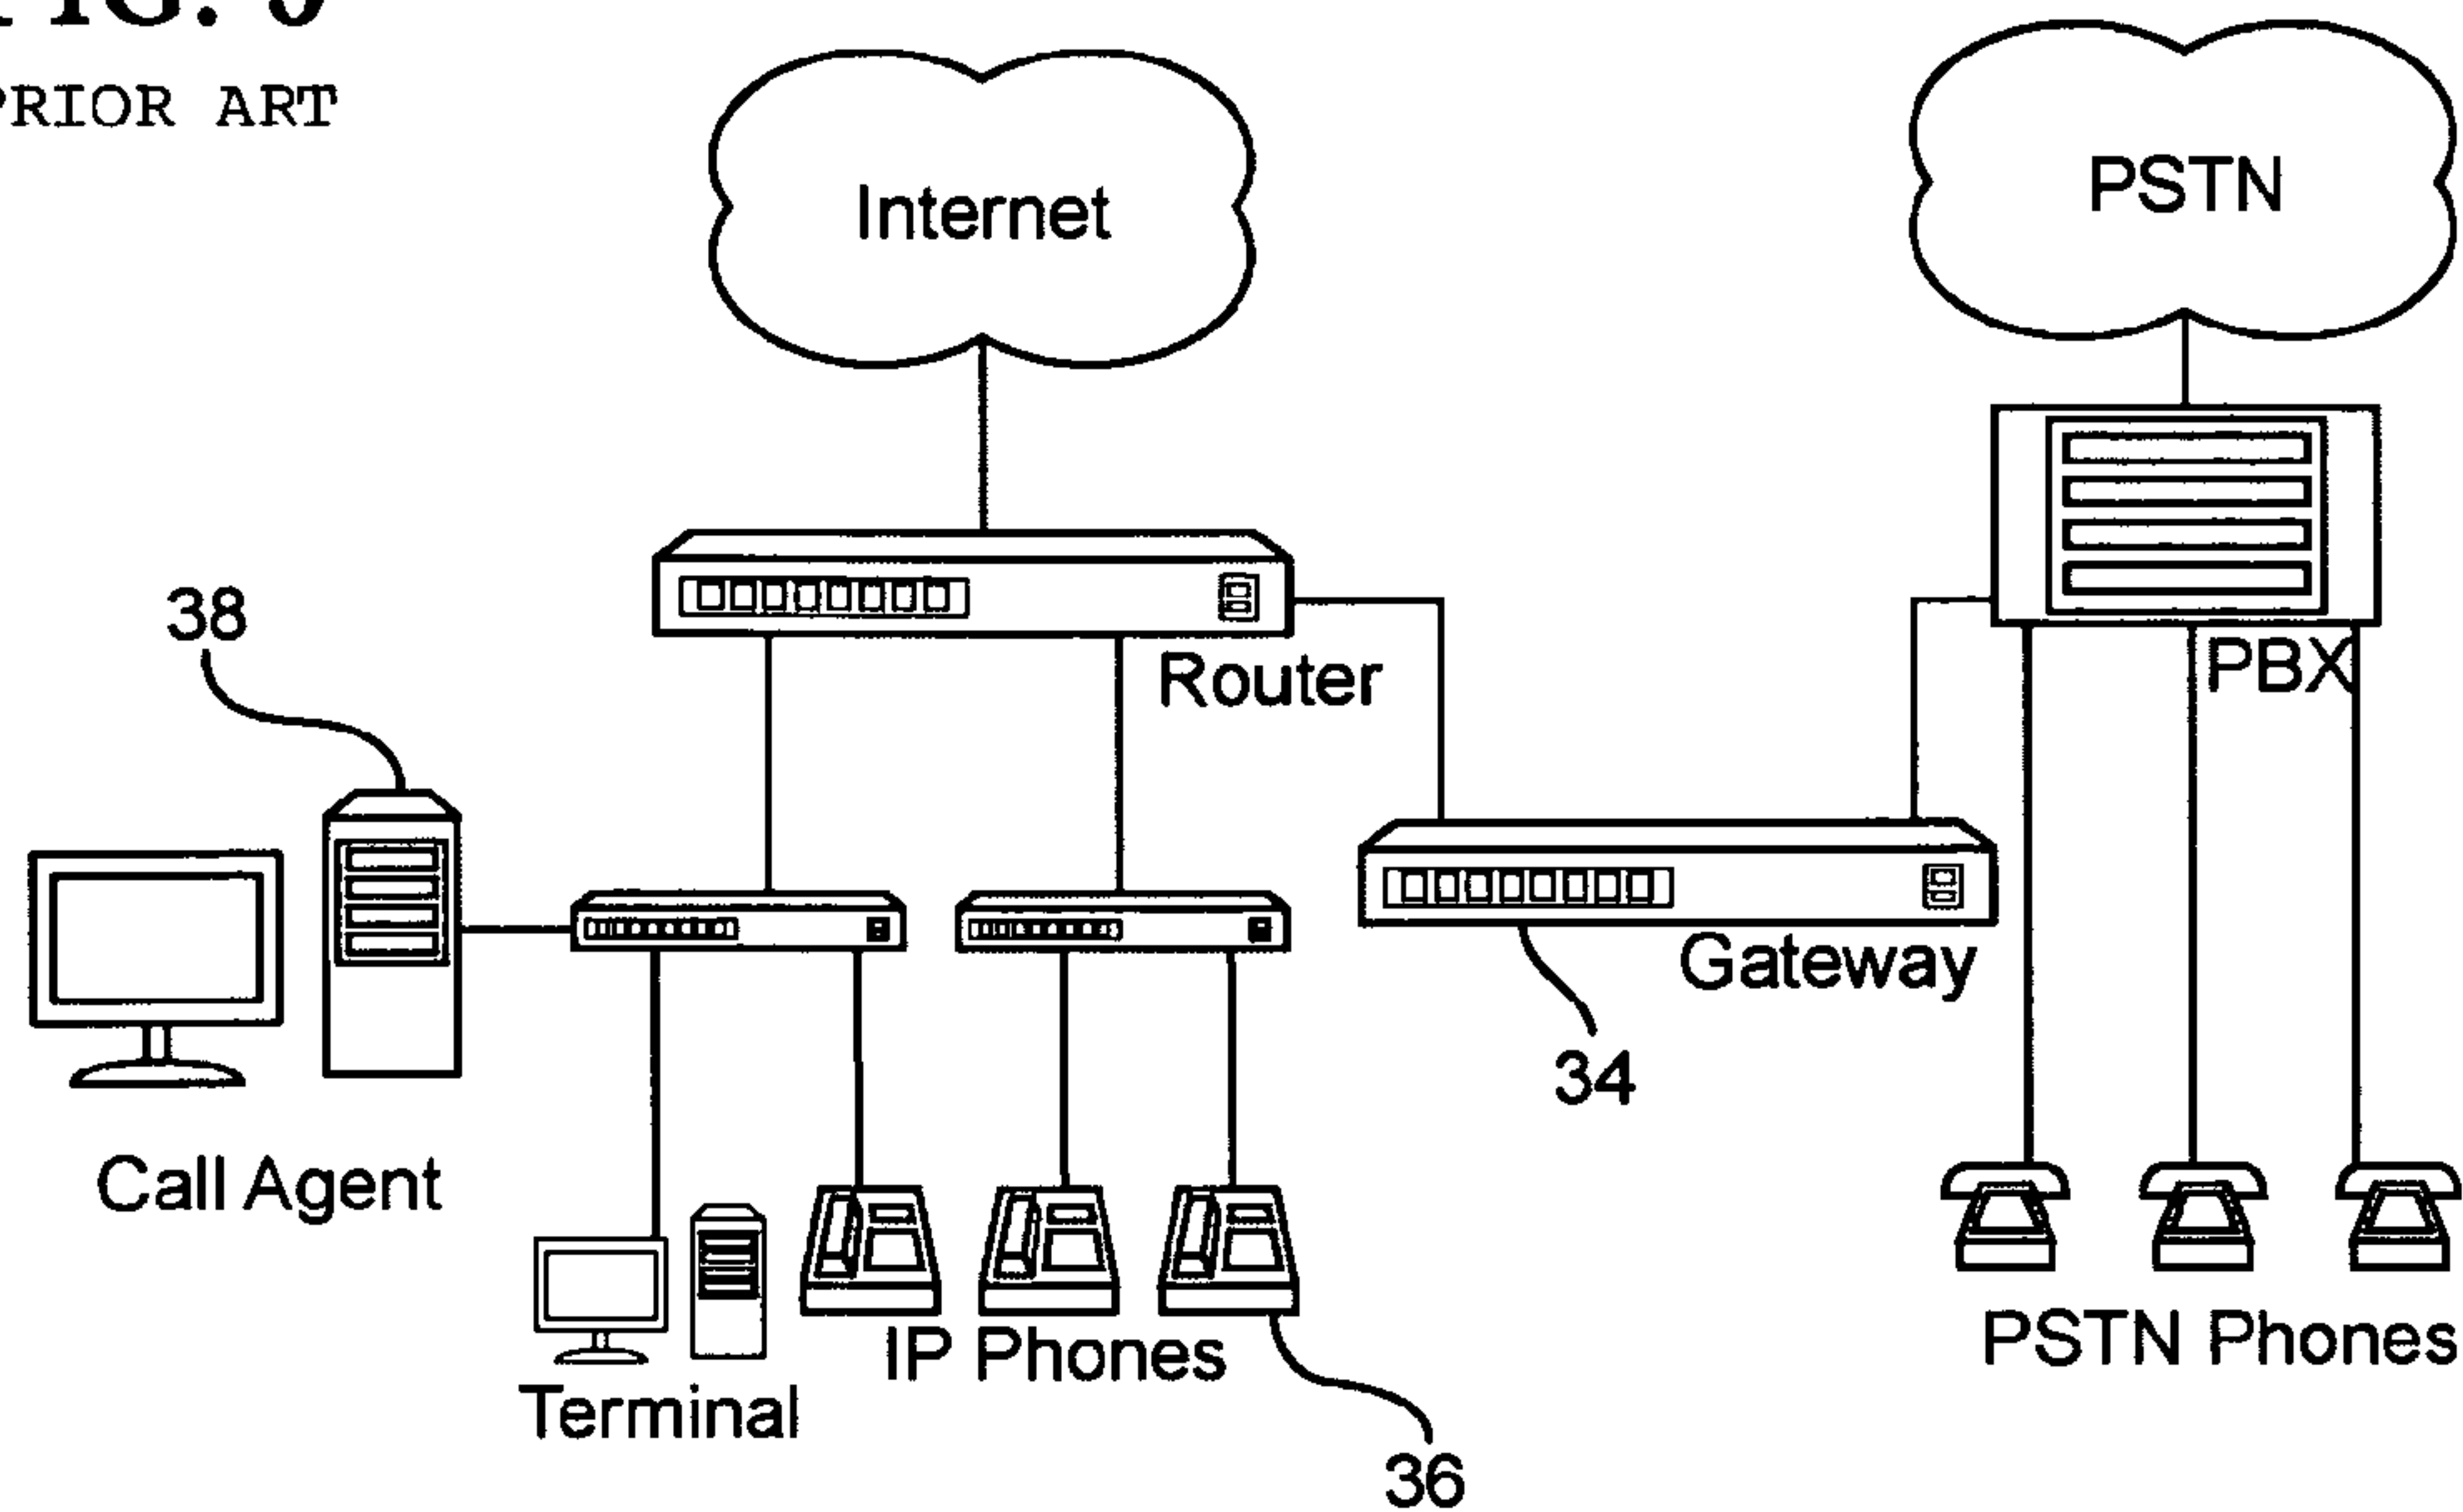 PRIOR ART
Internet
PSTN
38
Router
PBX
Gateway
34
Call Agent
IP Phones
PSTN Phones
Terminal
36